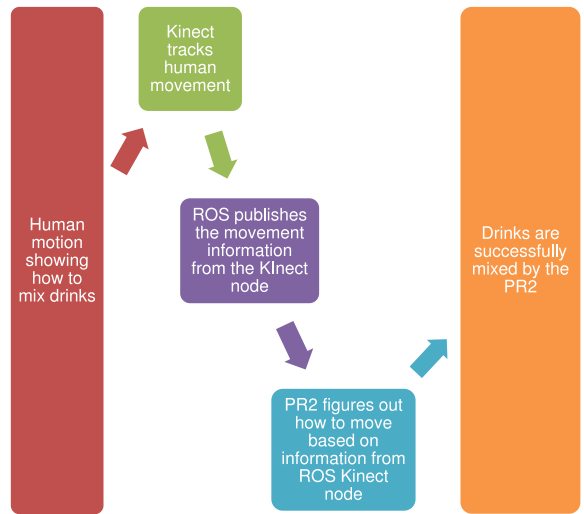 Human
motion
showing
how to
mix drinks
Kinect
tracks
human
movement
ROS publishes
the movement
information
from the KInect
node
PR2 figures out
how to move
based on
information from
ROS Kinect
node
Drinks are
successfully
mixed by the
PR2